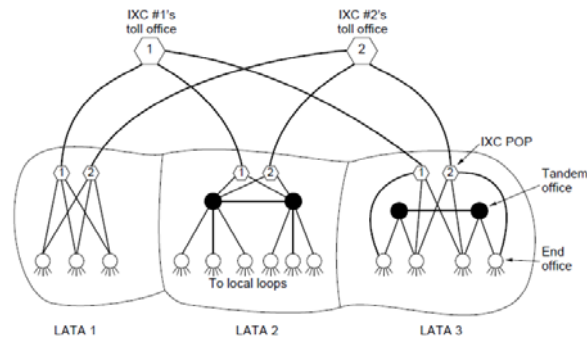 IXC #1's
toll office
IXC #2's
toll office
1
2
IXC POP
1
2
1
2
1
2
Tandem
office
End
office
To local loops
LATA 1
LATA 2
LATA 3